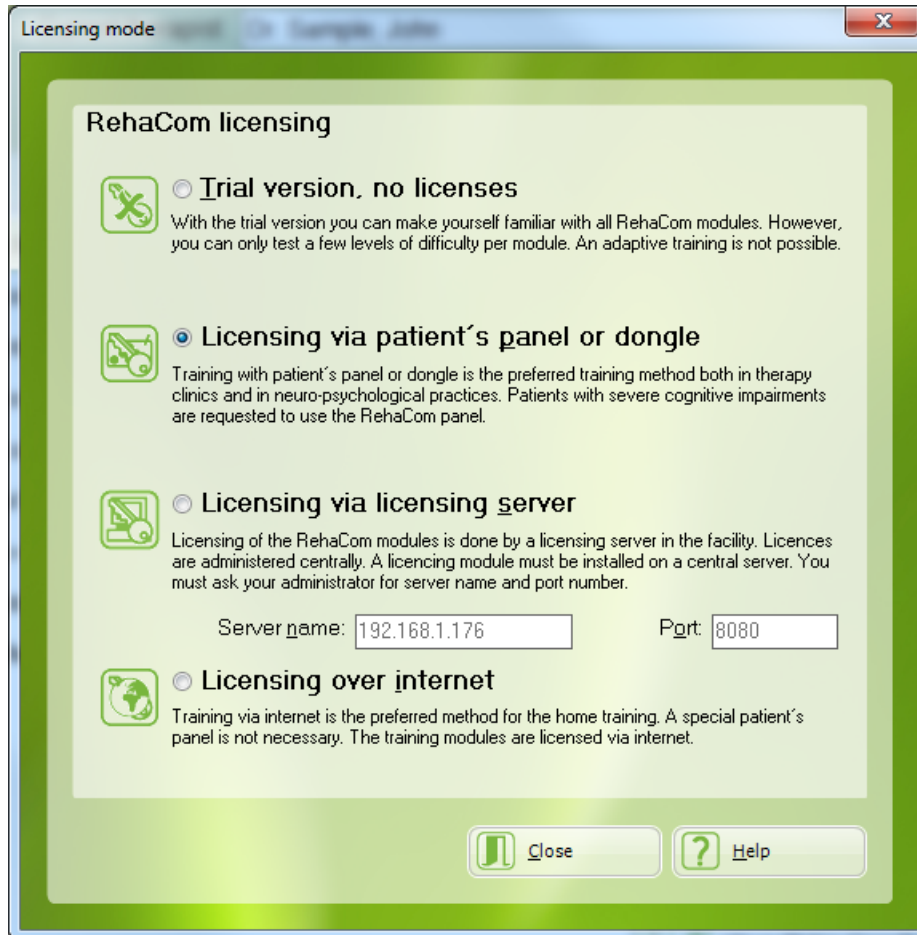 Licensing mode
Dr Sample, John
RehaCom licensing
Trial version, no licenses
With the trial version you can make yourself familiar with all RehaCom modules. However,
you can only test a few levels of difficulty per module. An adaptive training is not possible.
Licensing via patient´s panel or dongle
Training with patient´s panel or dongle is the preferred training method both in therapy
clinics and in neuro-psychological practices. Patients with severe cognitive impairments
are requested to use the RehaCom panel.
Licensing via licensing server
Licensing of the RehaCom modules is done by a licensing server in the facility. Licences
are administered centrally. A licencing module must be installed on a central server. You
must ask your administrator for server name and port number.
Server name: 192.168.1.176 Port: 8080
Licensing over internet
Training via internet is the preferred method for the home training. A special patient´s
panel is not necessary. The training modules are licensed via internet.
Close Help